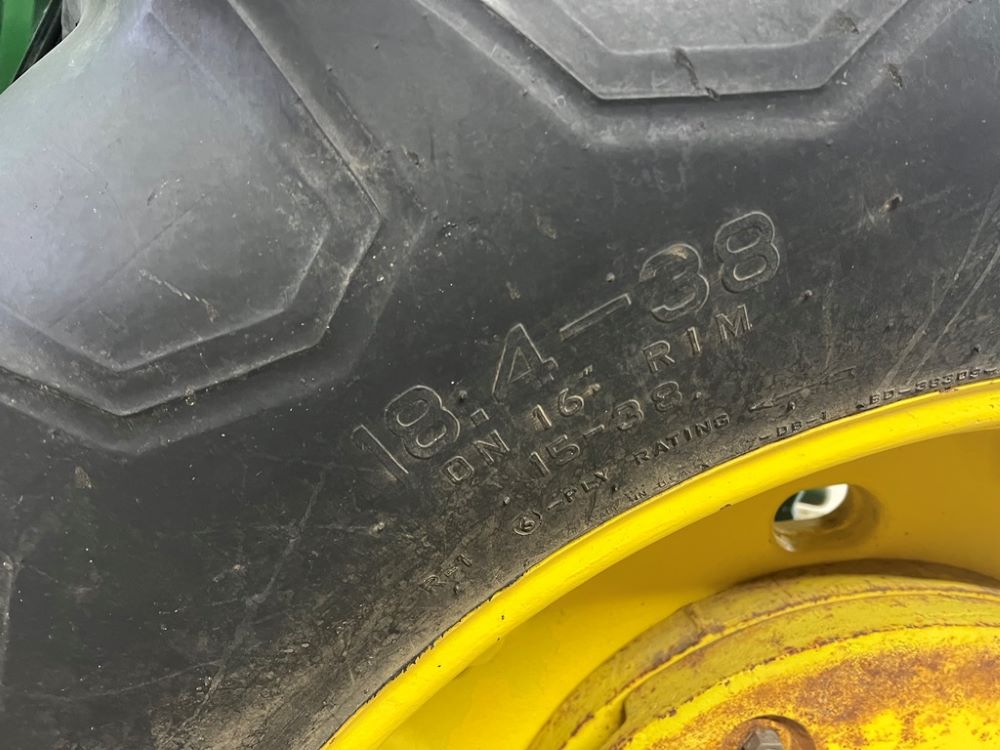 18.4-38
ON 16" RIM
15-38
R-1 6-PLY RATING